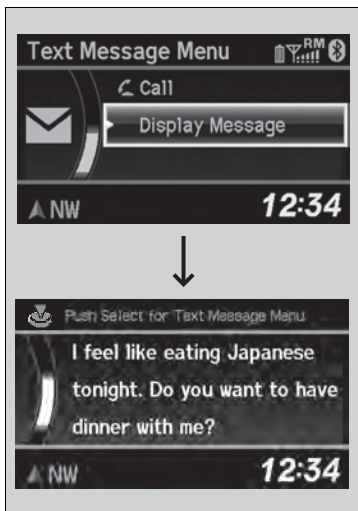 Text Message Menu RM
Call
Display Message
NW 12:34
Push Select for Text Message Menu
I feel like eating Japanese
tonight. Do you want to have
dinner with me?
NW 12:34